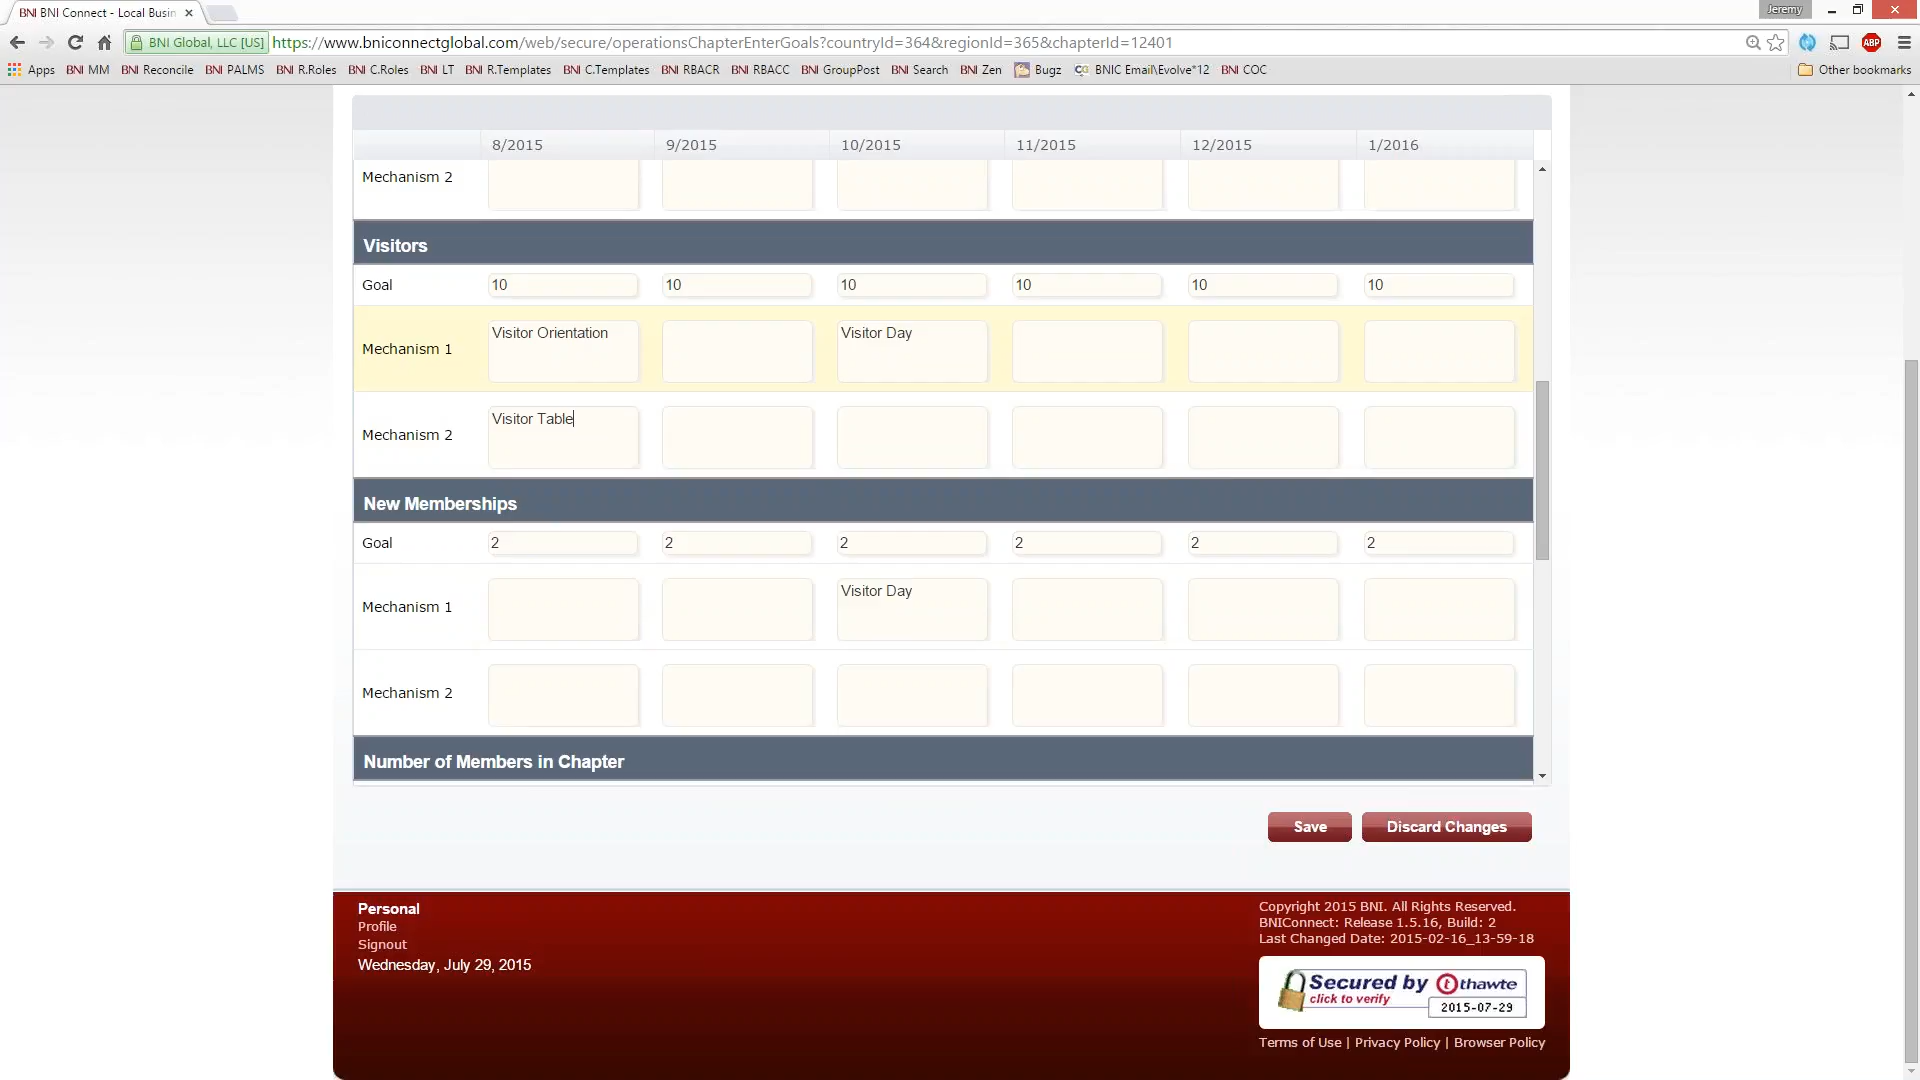 BNI BNI Connect - Local Busin
Jeremy
BNI Global, LLC [US] https://www.bniconnectglobal.com/web/secure/operationsChapterEnterGoals?countryId=364&regionId=365&chapterId=12401
ABP
Apps BNI MM BNI Reconcile BNI PALMS BNI R.Roles BNI C.Roles BNI LT BNI R.Templates BNI C.Templates BNI RBACR BNI RBACC BNI GroupPost BNI Search BNI Zen Bugz CG BNIC Email\Evolve*12 BNI COC Other bookmarks
8/2015 9/2015 10/2015 11/2015 12/2015 1/2016
Mechanism 2
Visitors
Goal 10 10 10 10 10 10
Mechanism 1 Visitor Orientation Visitor Day
Mechanism 2 Visitor Table
New Memberships
Goal 2 2 2 2 2 2
Mechanism 1 Visitor Day
Mechanism 2
Number of Members in Chapter
Save Discard Changes
Personal
Profile
Signout
Wednesday, July 29, 2015
Copyright 2015 BNI. All Rights Reserved.
BNIConnect: Release 1.5.16, Build: 2
Last Changed Date: 2015-02-16_13-59-18
Secured by thawte
click to verify
2015-07-29
Terms of Use | Privacy Policy | Browser Policy